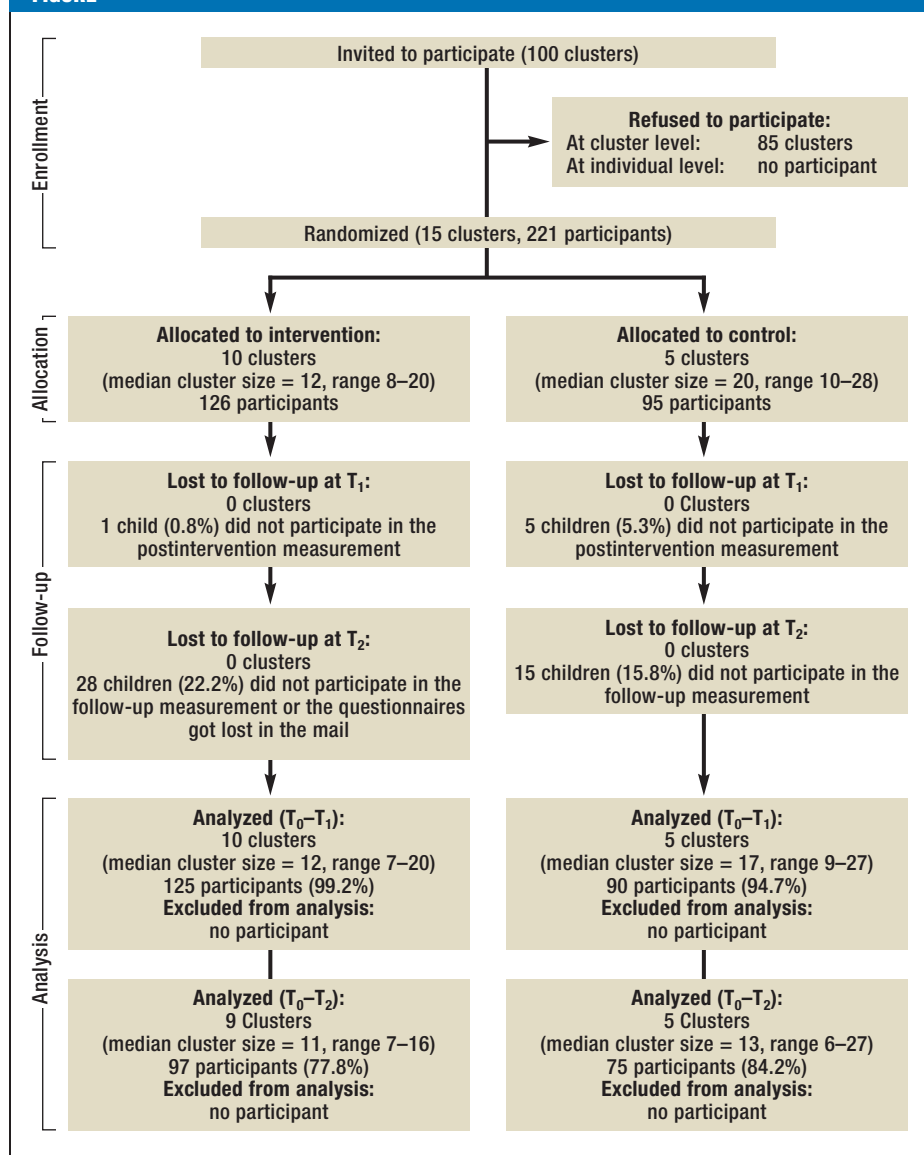 Invited to participate (100 clusters)
Refused to participate:
At cluster level: 85 clusters
At individual level: no participant
Enrollment
Randomized (15 clusters, 221 participants)
Allocation
Allocated to intervention:
10 clusters
(median cluster size = 12, range 8–20)
126 participants
Allocated to control:
5 clusters
(median cluster size = 20, range 10–28)
95 participants
Follow-up
Lost to follow-up at T₁:
0 clusters
1 child (0.8%) did not participate in the
postintervention measurement
Lost to follow-up at T₁:
0 Clusters
5 children (5.3%) did not participate in the
postintervention measurement
Lost to follow-up at T₂:
0 clusters
28 children (22.2%) did not participate in the
follow-up measurement or the questionnaires
got lost in the mail
Lost to follow-up at T₂:
0 clusters
15 children (15.8%) did not participate in the
follow-up measurement
Analysis
Analyzed (T₀–T₁):
10 clusters
(median cluster size = 12, range 7–20)
125 participants (99.2%)
Excluded from analysis:
no participant
Analyzed (T₀–T₁):
5 clusters
(median cluster size = 17, range 9–27)
90 participants (94.7%)
Excluded from analysis:
no participant
Analyzed (T₀–T₂):
9 Clusters
(median cluster size = 11, range 7–16)
97 participants (77.8%)
Excluded from analysis:
no participant
Analyzed (T₀–T₂):
5 Clusters
(median cluster size = 13, range 6–27)
75 participants (84.2%)
Excluded from analysis:
no participant